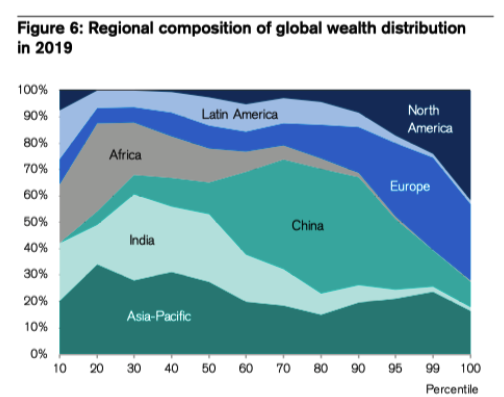 Figure 6: Regional composition of global wealth distribution
in 2019
100%
90%
80%
70%
60%
50%
40%
30%
20%
10%
0%
North
America
Latin America
Africa
Europe
China
India
Asia-Pacific
10 20 30 40 50 60 70 80 90 95 99 100
Percentile